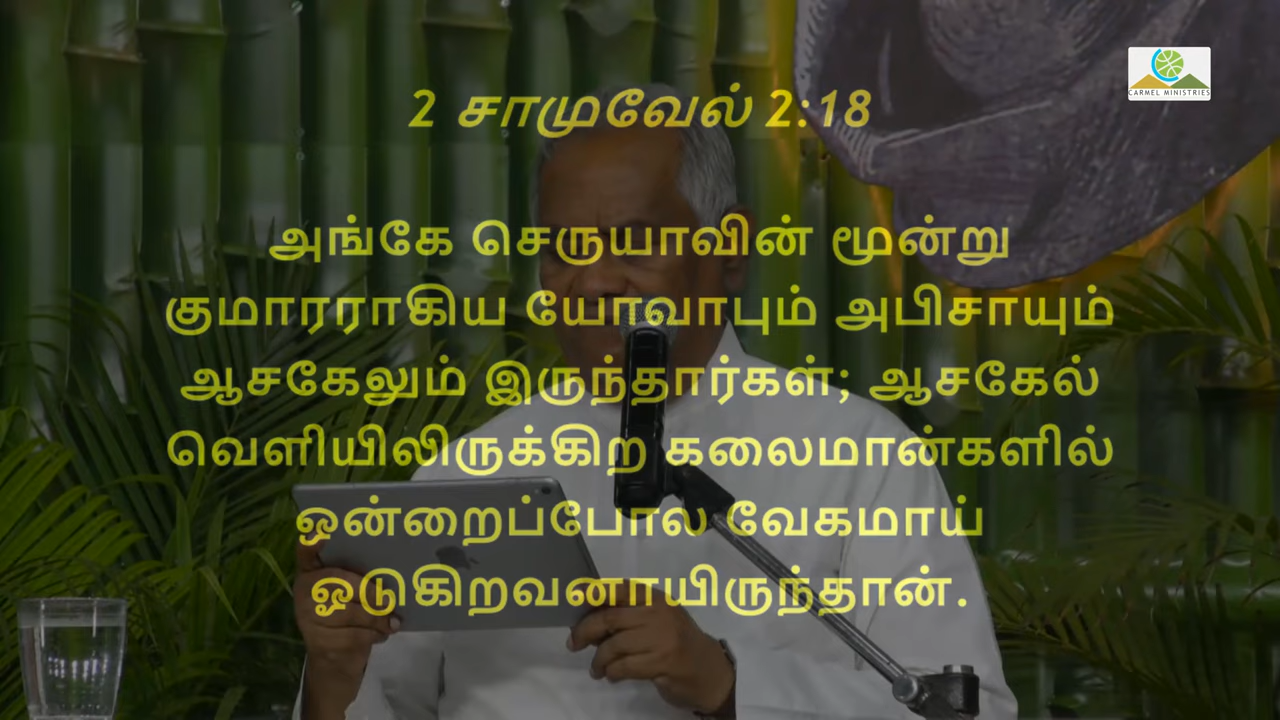 CARMEL MINISTRIES
2 சாமுவேல் 2:18
அங்கே செருயாவின் மூன்று
குமாரராகிய யோவாபும் அபிசாயும்
ஆசகேலும் இருந்தார்கள்; ஆசகேல்
வெளியிலிருக்கிற கலைமான்களில்
ஒன்றைப்போல வேகமாய்
ஓடுகிறவனாயிருந்தான்.